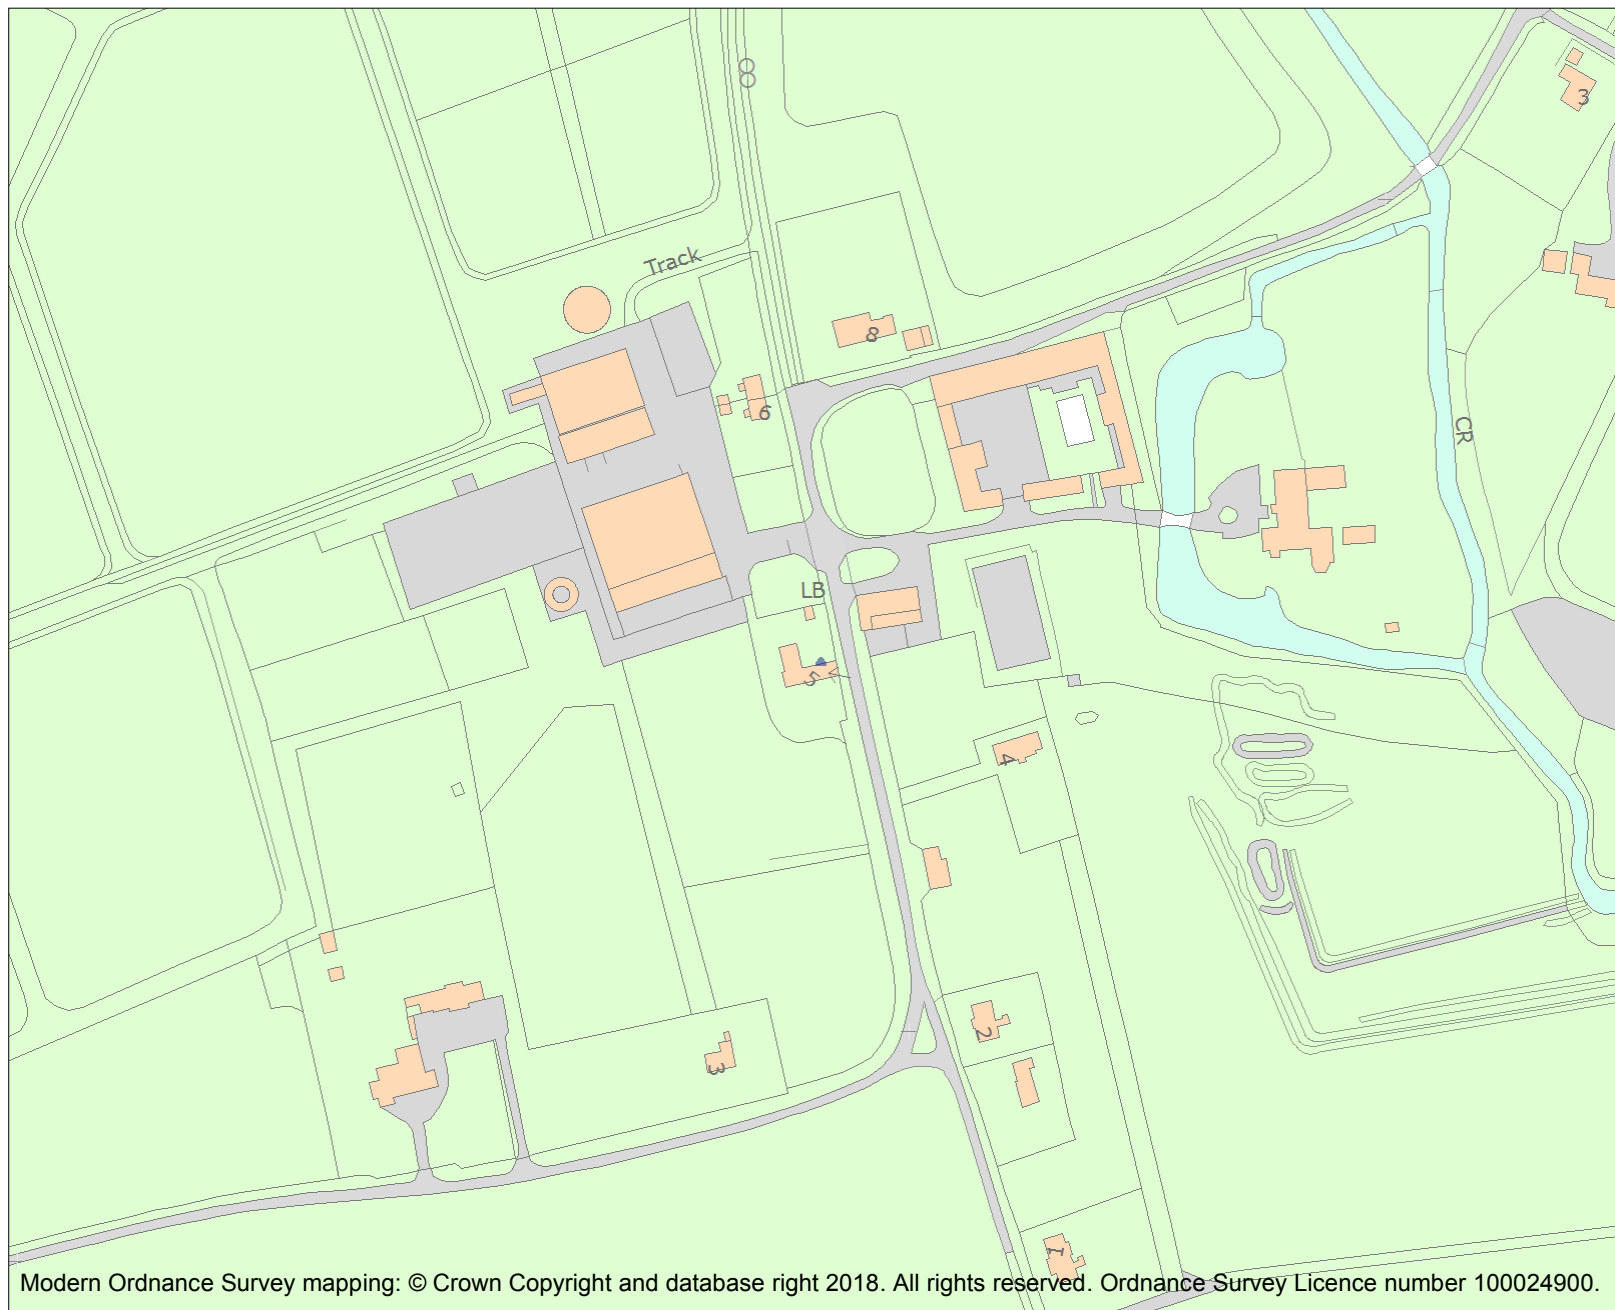 3
Track
8
6
CR
LB
5
4
2
3
1
Modern Ordnance Survey mapping: © Crown Copyright and database right 2018. All rights reserved. Ordnance Survey Licence number 100024900.